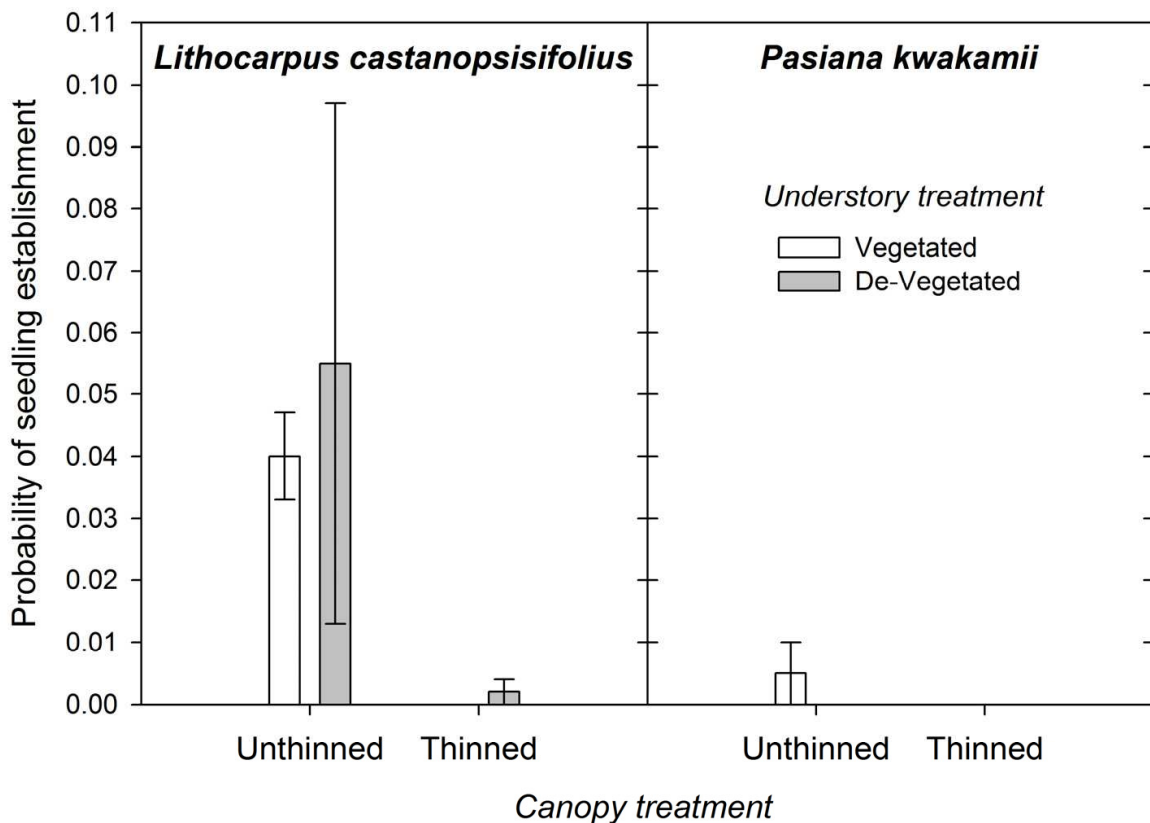 Probability of seedling establishment
0.11
0.10
0.09
0.08
0.07
0.06
0.05
0.04
0.03
0.02
0.01
0.00
Lithocarpus castanopsisifolius
Pasiana kwakamii
Understory treatment
Vegetated
De-Vegetated
Unthinned Thinned Unthinned Thinned
Canopy treatment